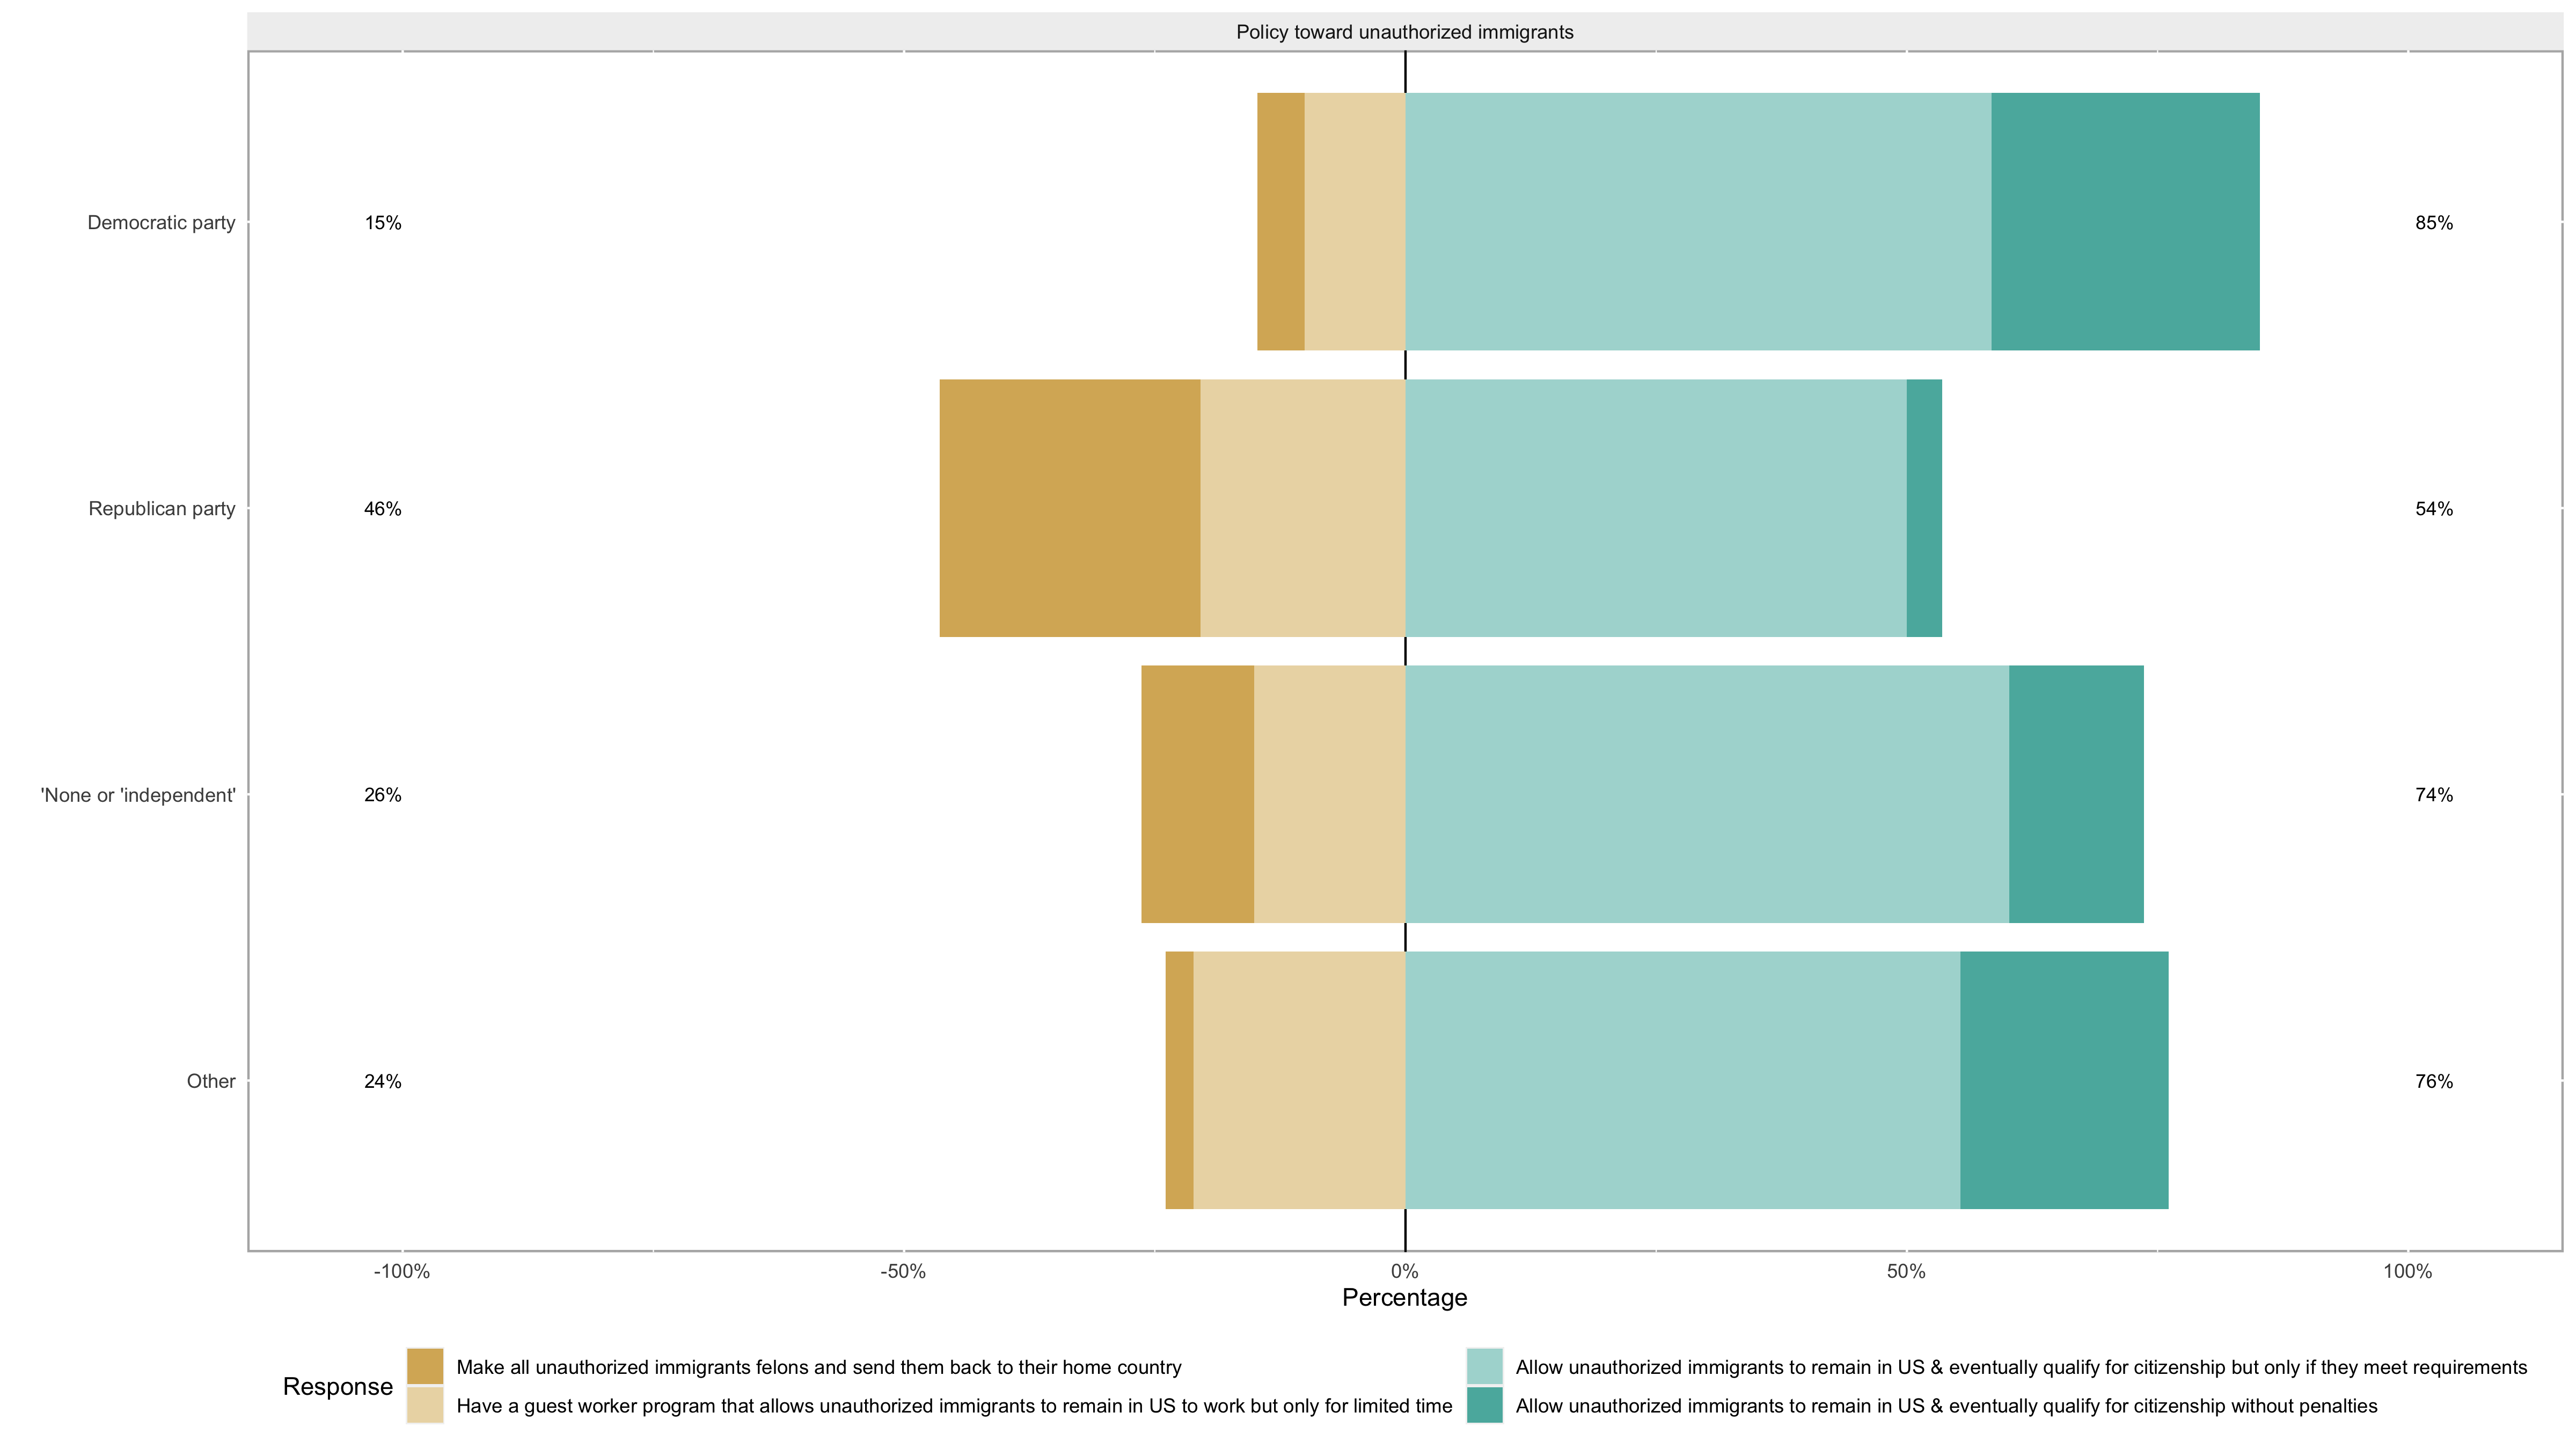 Policy toward unauthorized immigrants
Democratic party 15% 85%
Republican party 46% 54%
'None or 'independent' 26% 74%
Other 24% 76%
-100% -50% 0% 50% 100%
Percentage
Response
Make all unauthorized immigrants felons and send them back to their home country
Have a guest worker program that allows unauthorized immigrants to remain in US to work but only for limited time
Allow unauthorized immigrants to remain in US & eventually qualify for citizenship but only if they meet requirements
Allow unauthorized immigrants to remain in US & eventually qualify for citizenship without penalties